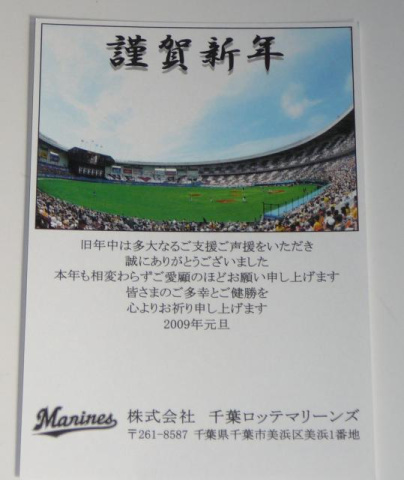 謹賀新年
旧年中は多大なるご支援ご声援をいただき
誠にありがとうございました
本年も相変わらずご愛顧のほどお願い申し上げます
皆さまのご多幸とご健勝を
心よりお祈り申し上げます
2009年元旦
Marines 株式会社 千葉ロッテマリーンズ
〒261-8587 千葉県千葉市美浜区美浜1番地